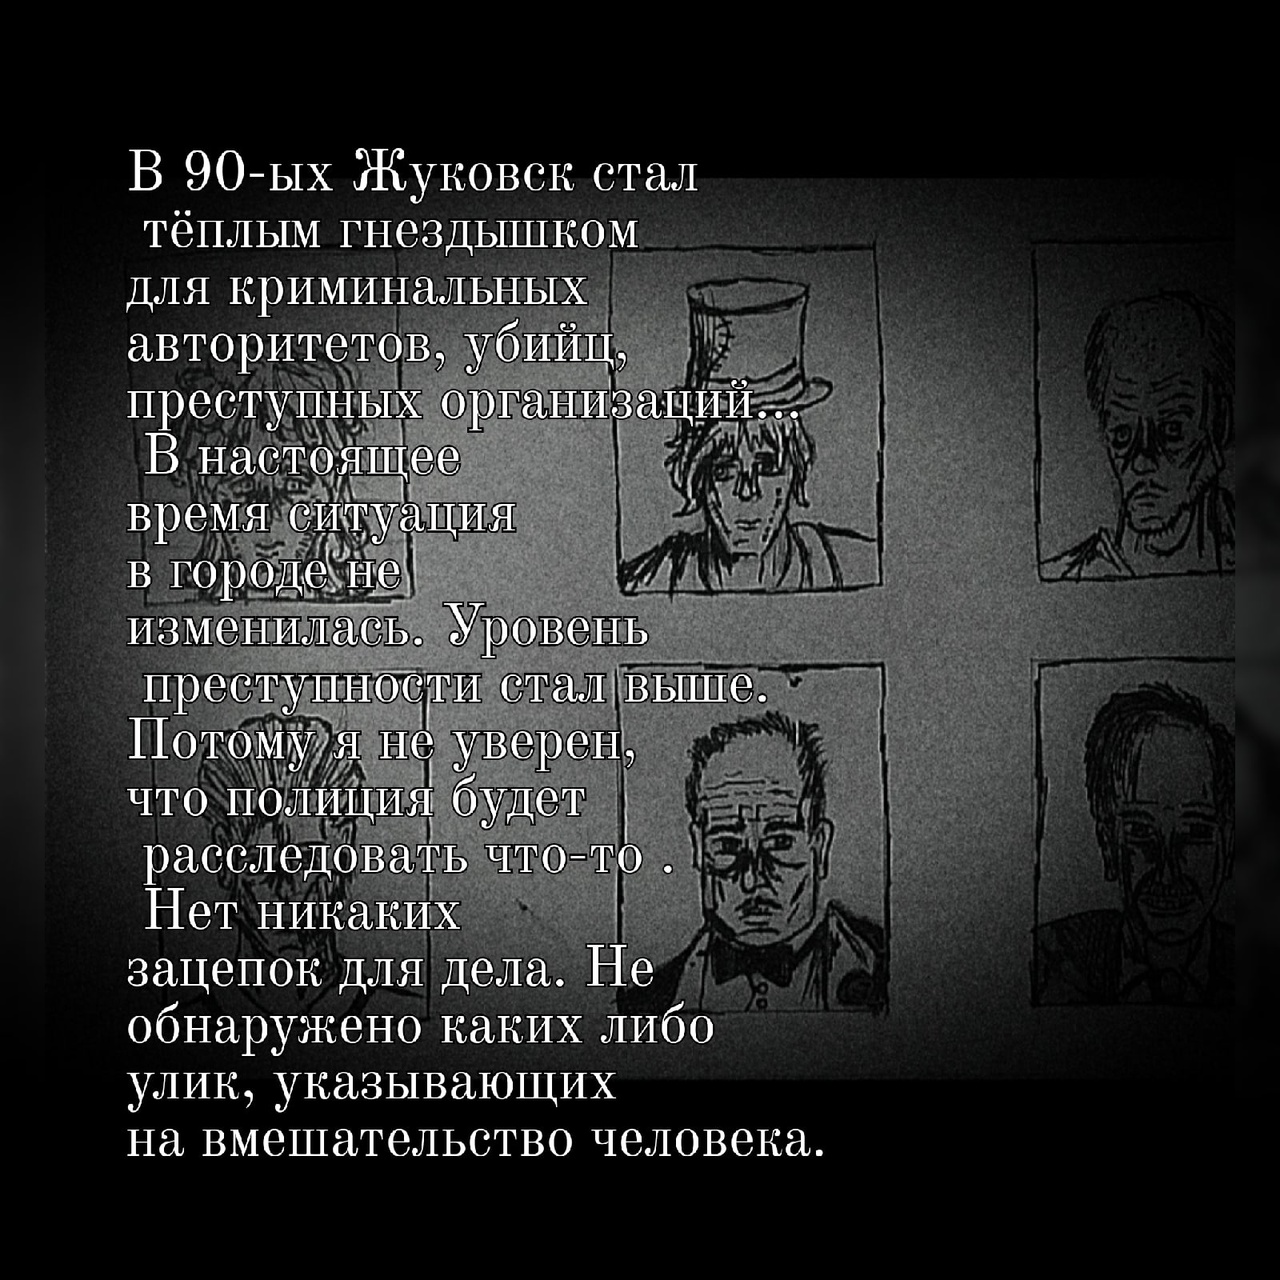 В 90-ых Жуковск стал
тёплым гнездышком
для криминальных
авторитетов, убийц,
преступных организаций...
В настоящее
время ситуация
в городе не
изменилась. Уровень
преступности стал выше.
Потому я не уверен,
что полиция будет
расследовать что-то .
Нет никаких
зацепок для дела. Не
обнаружено каких либо
улик, указывающих
на вмешательство человека.